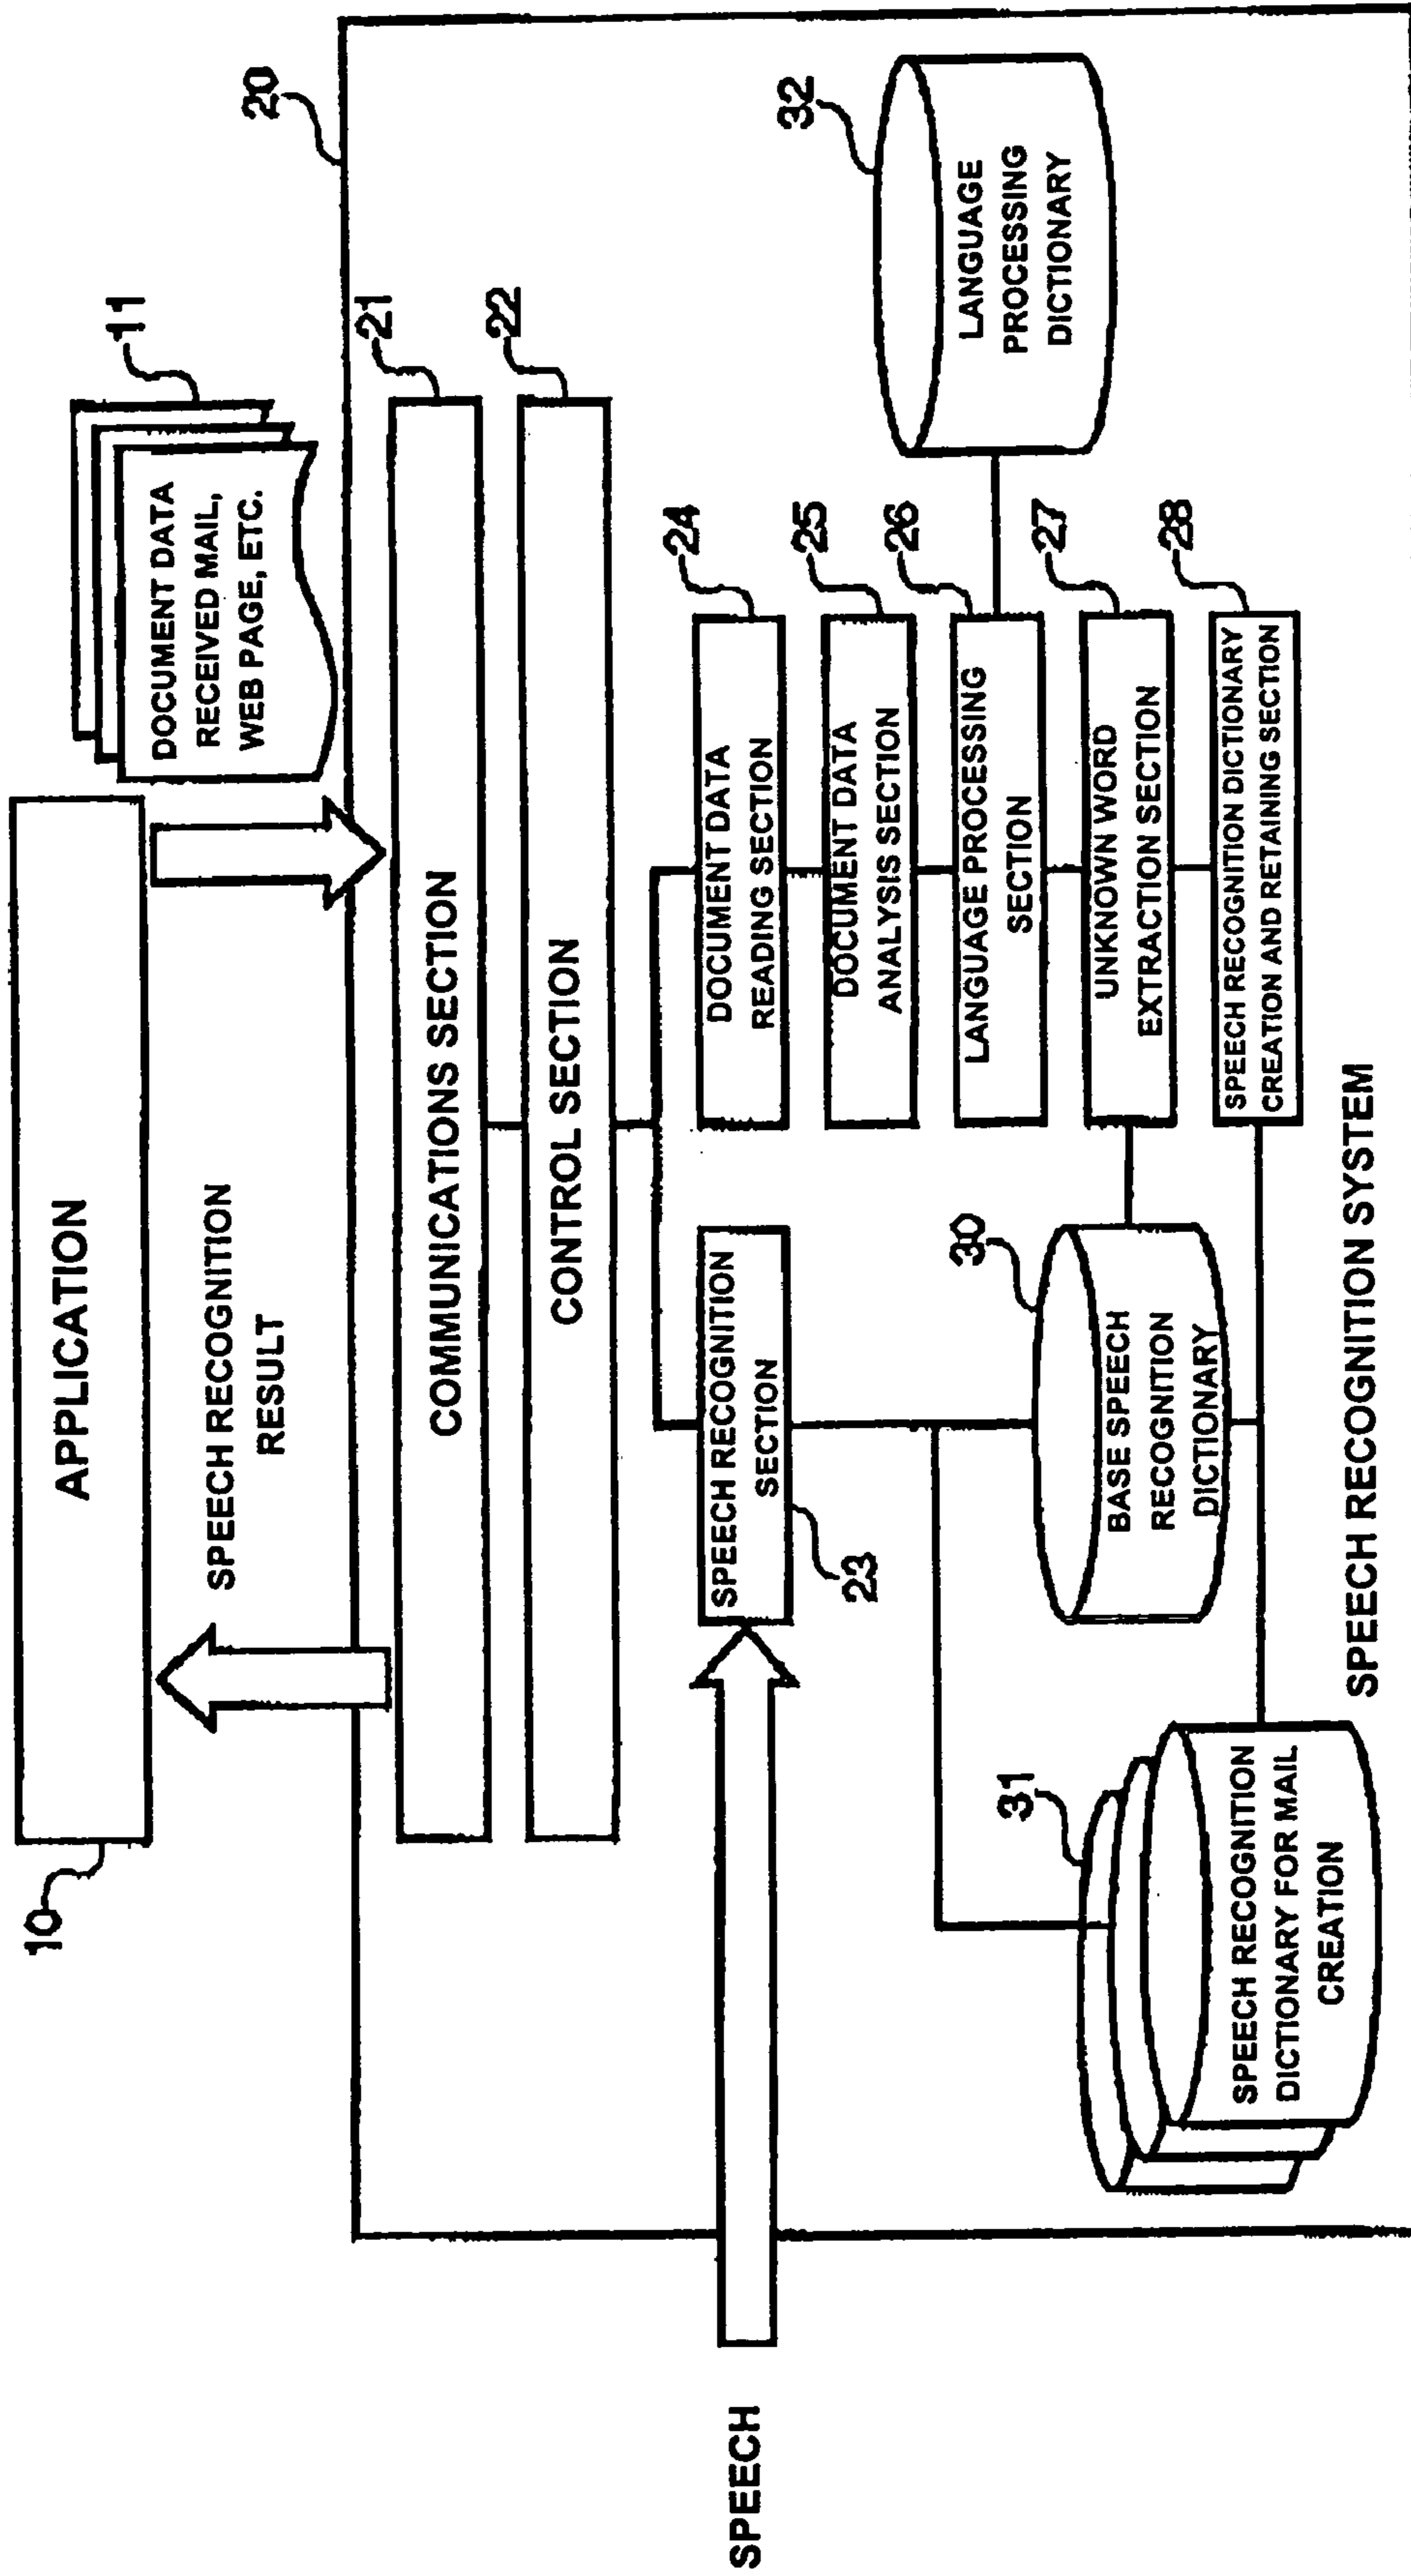 APPLICATION
10
SPEECH RECOGNITION
RESULT
DOCUMENT DATA
RECEIVED MAIL,
WEB PAGE, ETC.
11
20
COMMUNICATIONS SECTION
21
CONTROL SECTION
22
SPEECH
SPEECH RECOGNITION
SECTION
23
DOCUMENT DATA
READING SECTION
24
DOCUMENT DATA
ANALYSIS SECTION
25
LANGUAGE PROCESSING
SECTION
26
LANGUAGE
PROCESSING
DICTIONARY
32
UNKNOWN WORD
EXTRACTION SECTION
27
SPEECH RECOGNITION DICTIONARY
CREATION AND RETAINING SECTION
28
BASE SPEECH
RECOGNITION
DICTIONARY
30
SPEECH RECOGNITION
DICTIONARY FOR MAIL
CREATION
31
SPEECH RECOGNITION SYSTEM